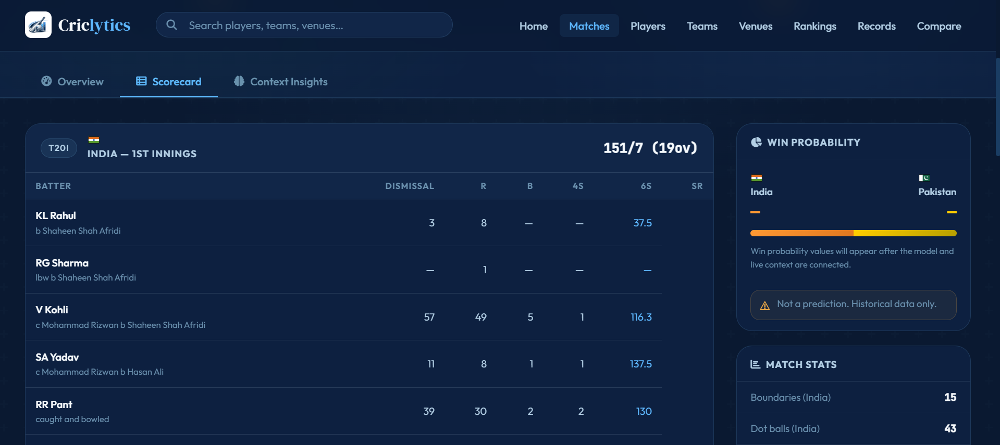 Criclytics
Search players, teams, venues...
Home Matches Players Teams Venues Rankings Records Compare
Overview Scorecard Context Insights
T20I
INDIA — 1ST INNINGS
151/7 (19ov)
BATTER DISMISSAL R B 4S 6S SR
KL Rahul
b Shaheen Shah Afridi
3 8 — — 37.5
RG Sharma
lbw b Shaheen Shah Afridi
— 1 — — —
V Kohli
c Mohammad Rizwan b Shaheen Shah Afridi
57 49 5 1 116.3
SA Yadav
c Mohammad Rizwan b Hasan Ali
11 8 1 1 137.5
RR Pant
caught and bowled
39 30 2 2 130
WIN PROBABILITY
India Pakistan
— —
Win probability values will appear after the model and
live context are connected.
Not a prediction. Historical data only.
MATCH STATS
Boundaries (India) 15
Dot balls (India) 43